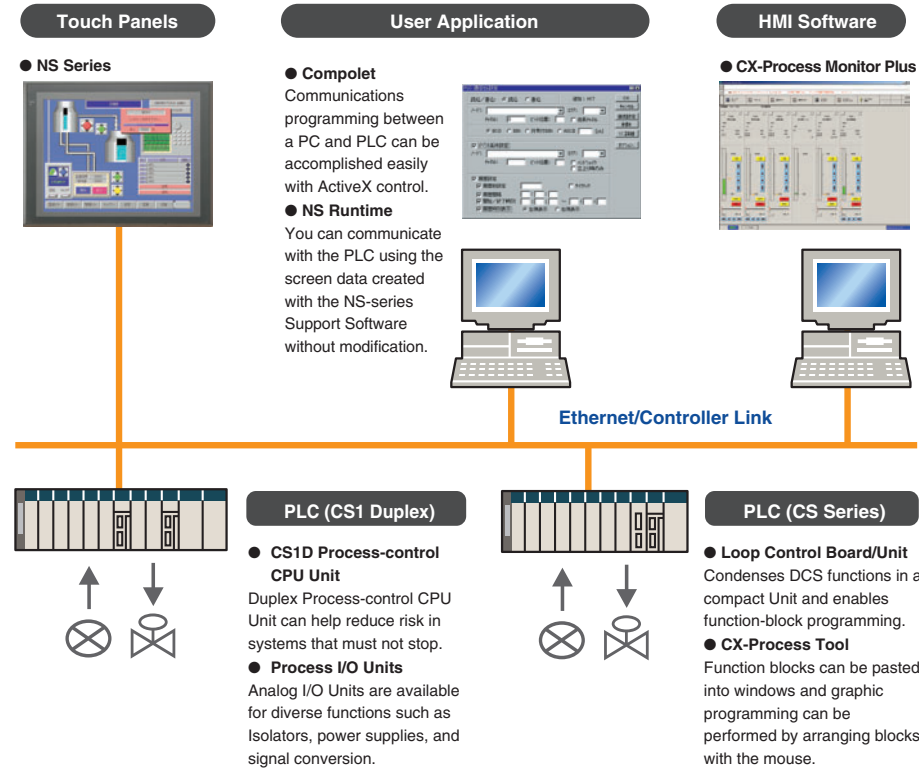 Touch Panels
● NS Series
User Application
● Compolet
Communications
programming between
a PC and PLC can be
accomplished easily
with ActiveX control.
● NS Runtime
You can communicate
with the PLC using the
screen data created
with the NS-series
Support Software
without modification.
HMI Software
● CX-Process Monitor Plus
Ethernet/Controller Link
PLC (CS1 Duplex)
● CS1D Process-control
CPU Unit
Duplex Process-control CPU
Unit can help reduce risk in
systems that must not stop.
● Process I/O Units
Analog I/O Units are available
for diverse functions such as
Isolators, power supplies, and
signal conversion.
PLC (CS Series)
● Loop Control Board/Unit
Condenses DCS functions in a
compact Unit and enables
function-block programming.
● CX-Process Tool
Function blocks can be pasted
into windows and graphic
programming can be
performed by arranging blocks
with the mouse.